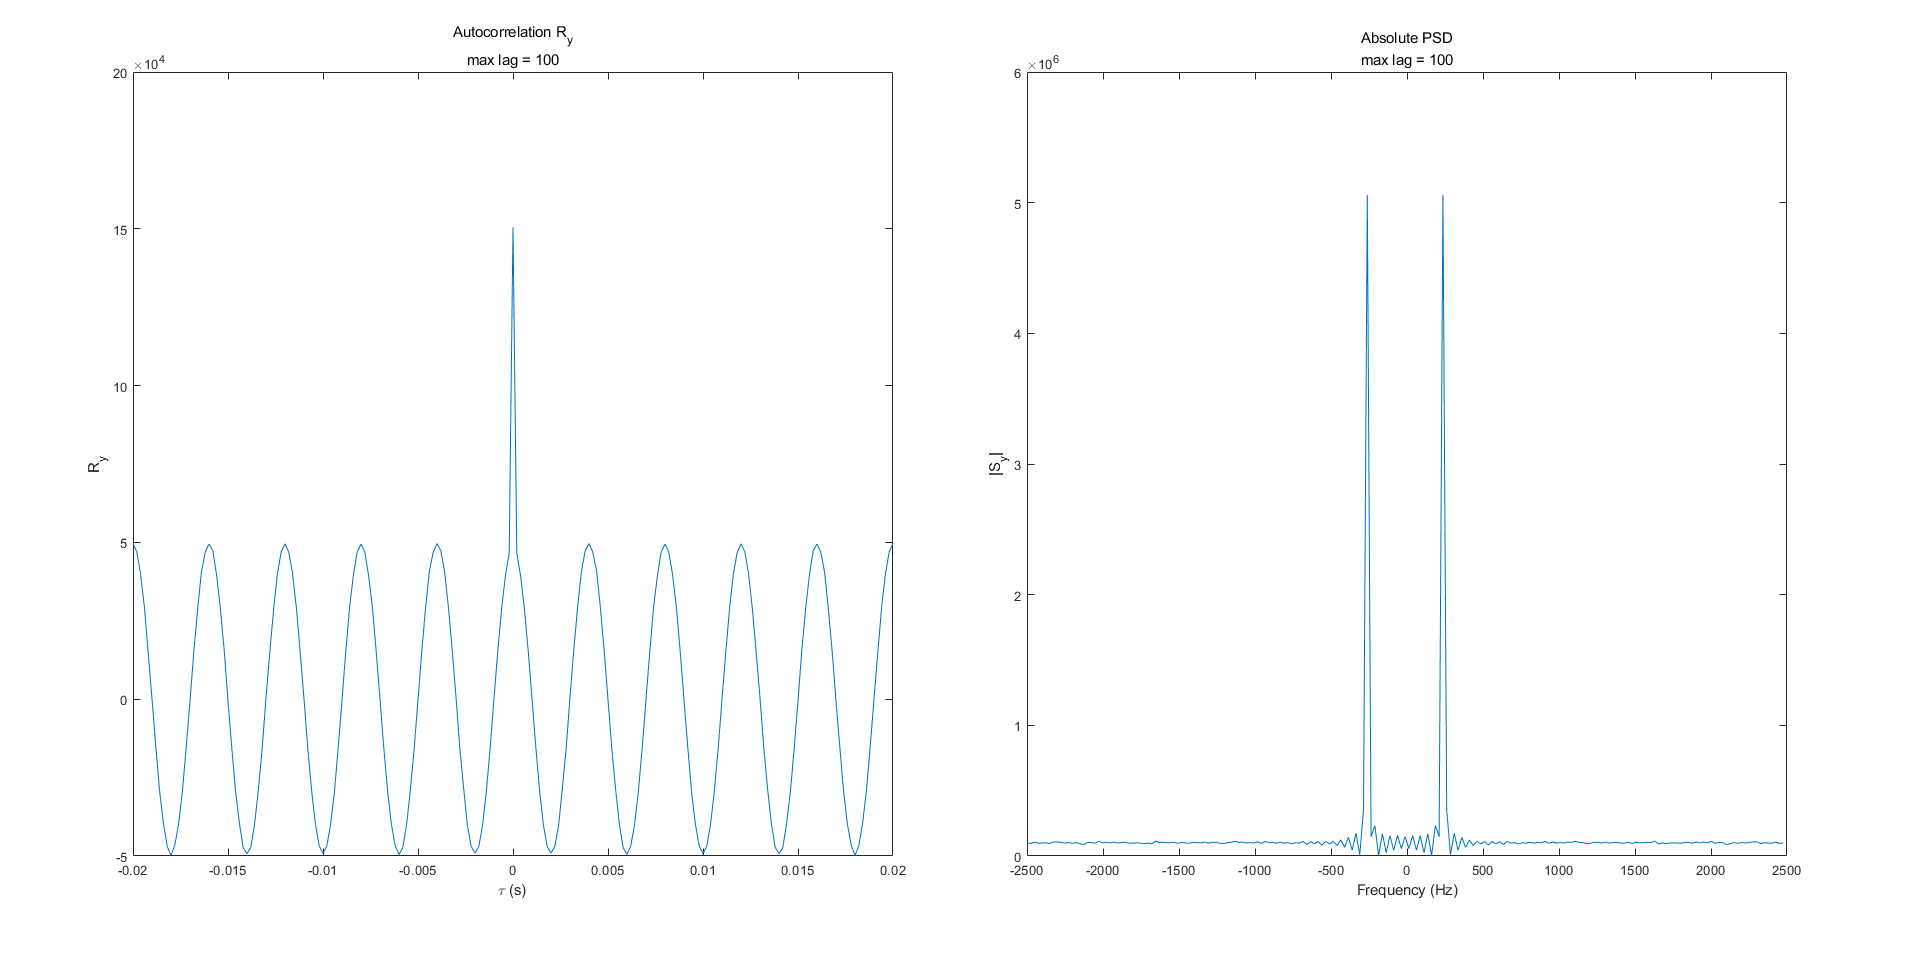 Autocorrelation R_y
max lag = 100
×10^4
20
15
10
5
0
-5
R_y
-0.02 -0.015 -0.01 -0.005 0 0.005 0.01 0.015 0.02
τ (s)
Absolute PSD
max lag = 100
×10^6
6
5
4
3
2
1
0
|S_y|
-2500 -2000 -1500 -1000 -500 0 500 1000 1500 2000 2500
Frequency (Hz)